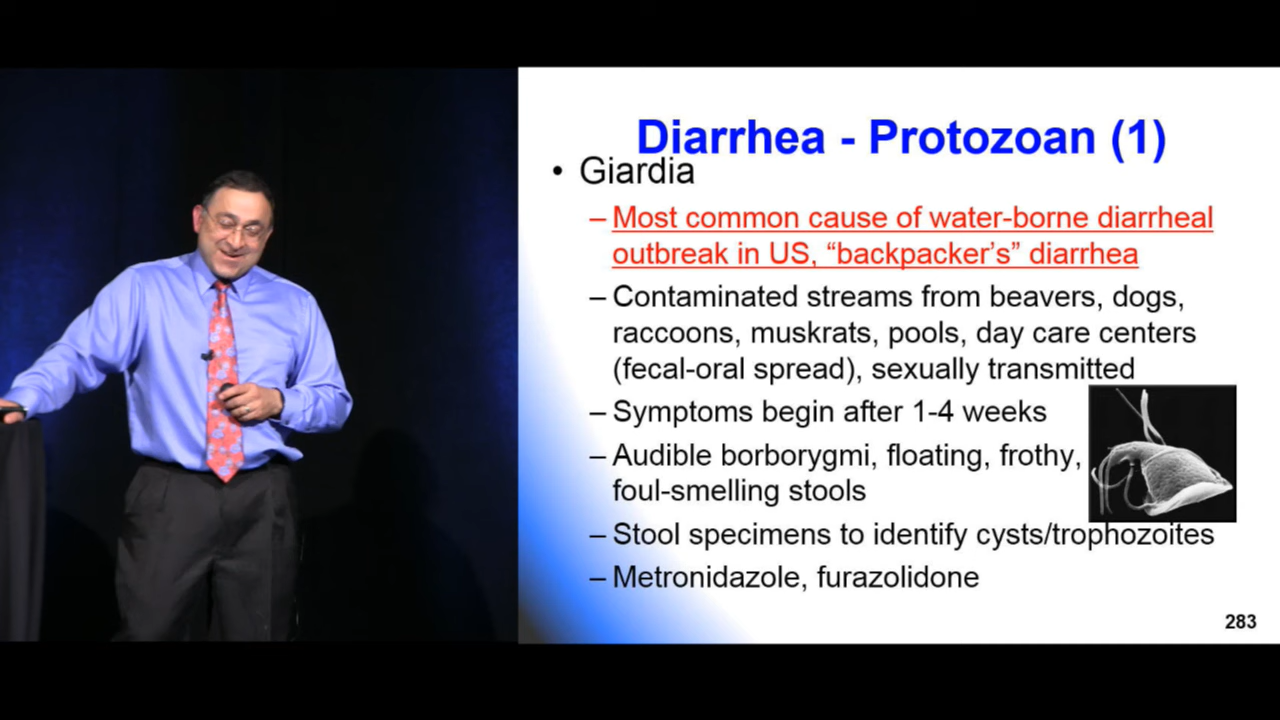 Diarrhea - Protozoan (1)
• Giardia
– Most common cause of water-borne diarrheal
outbreak in US, “backpacker’s” diarrhea
– Contaminated streams from beavers, dogs,
raccoons, muskrats, pools, day care centers
(fecal-oral spread), sexually transmitted
– Symptoms begin after 1-4 weeks
– Audible borborygmi, floating, frothy,
foul-smelling stools
– Stool specimens to identify cysts/trophozoites
– Metronidazole, furazolidone
283